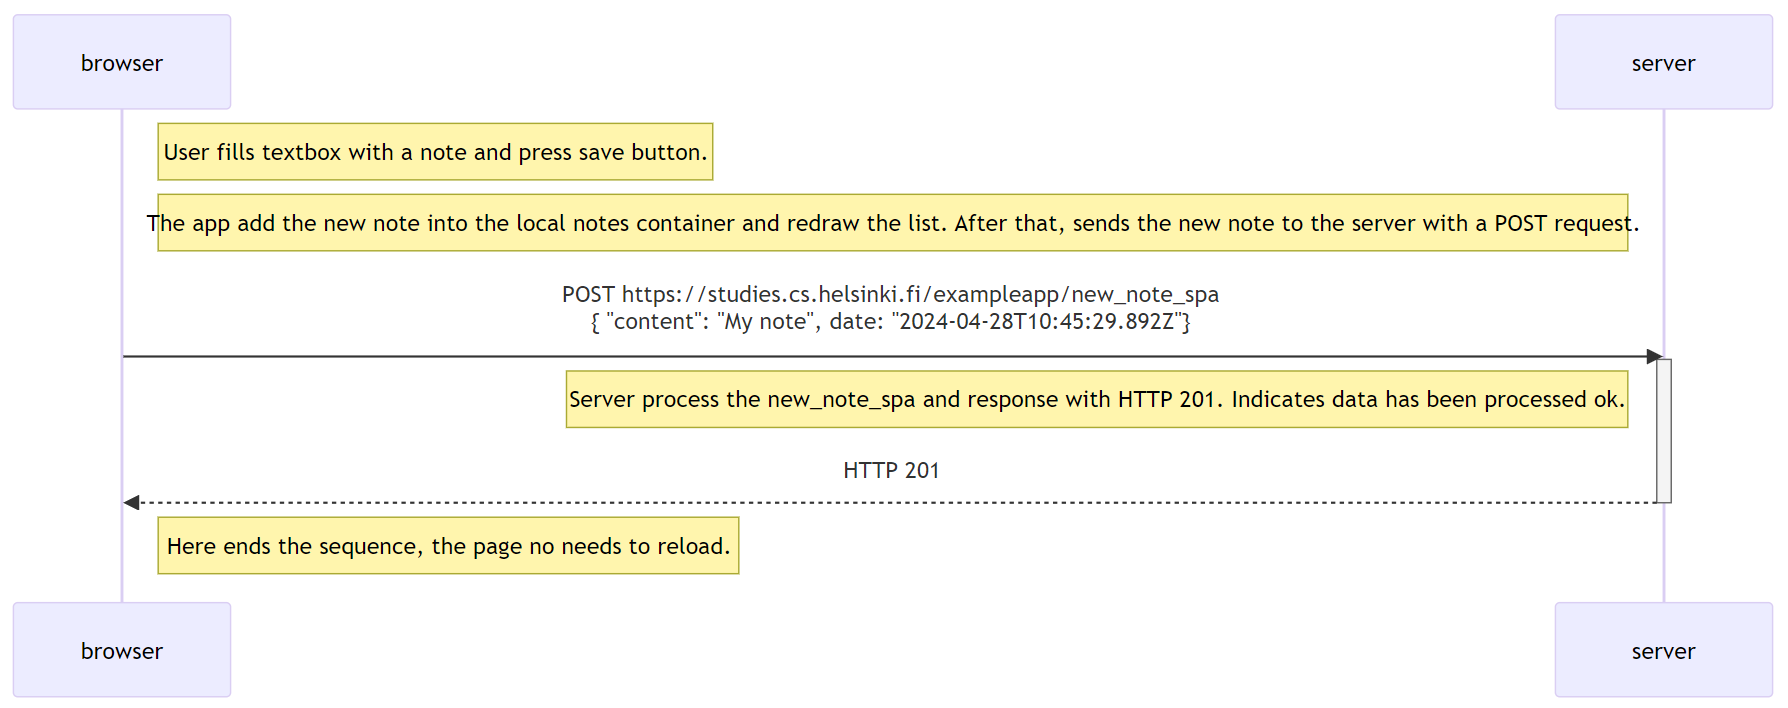 browser
server
User fills textbox with a note and press save button.
The app add the new note into the local notes container and redraw the list. After that, sends the new note to the server with a POST request.
POST https://studies.cs.helsinki.fi/exampleapp/new_note_spa
{ "content": "My note", date: "2024-04-28T10:45:29.892Z"}
Server process the new_note_spa and response with HTTP 201. Indicates data has been processed ok.
HTTP 201
Here ends the sequence, the page no needs to reload.
browser
server